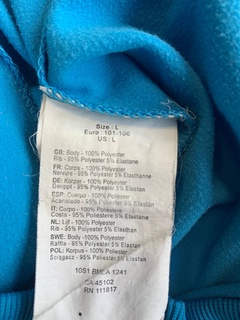 Size : L
Euro : 101-106
US : L
GB: Body - 100% Polyester
Rib - 95% Polyester 5% Elastane
FR: Corps - 100% Polyester
Nervure - 95% Polyester 5% Elasthanne
DE: Körper - 100% Polyester
Gerippt - 95% Polyester 5% Elastan
ESP: Cuerpo - 100% Poliéster
Acanalado - 95% Poliéster 5% Elastano
IT: Corpo - 100% Poliestere
Costa - 95% Poliestere 5% Elastane
NL: Lijf - 100% Polyester
Rib - 95% Polyester 5% Elastaan
SWE: Body - 100% Polyester
Raffle - 95% Polyester 5% Elastan
POL: Korpus - 100% Poliester
Ściągacz - 95% Poliester 5% Elastan
10S1 1241
CA 45102
RN 111817